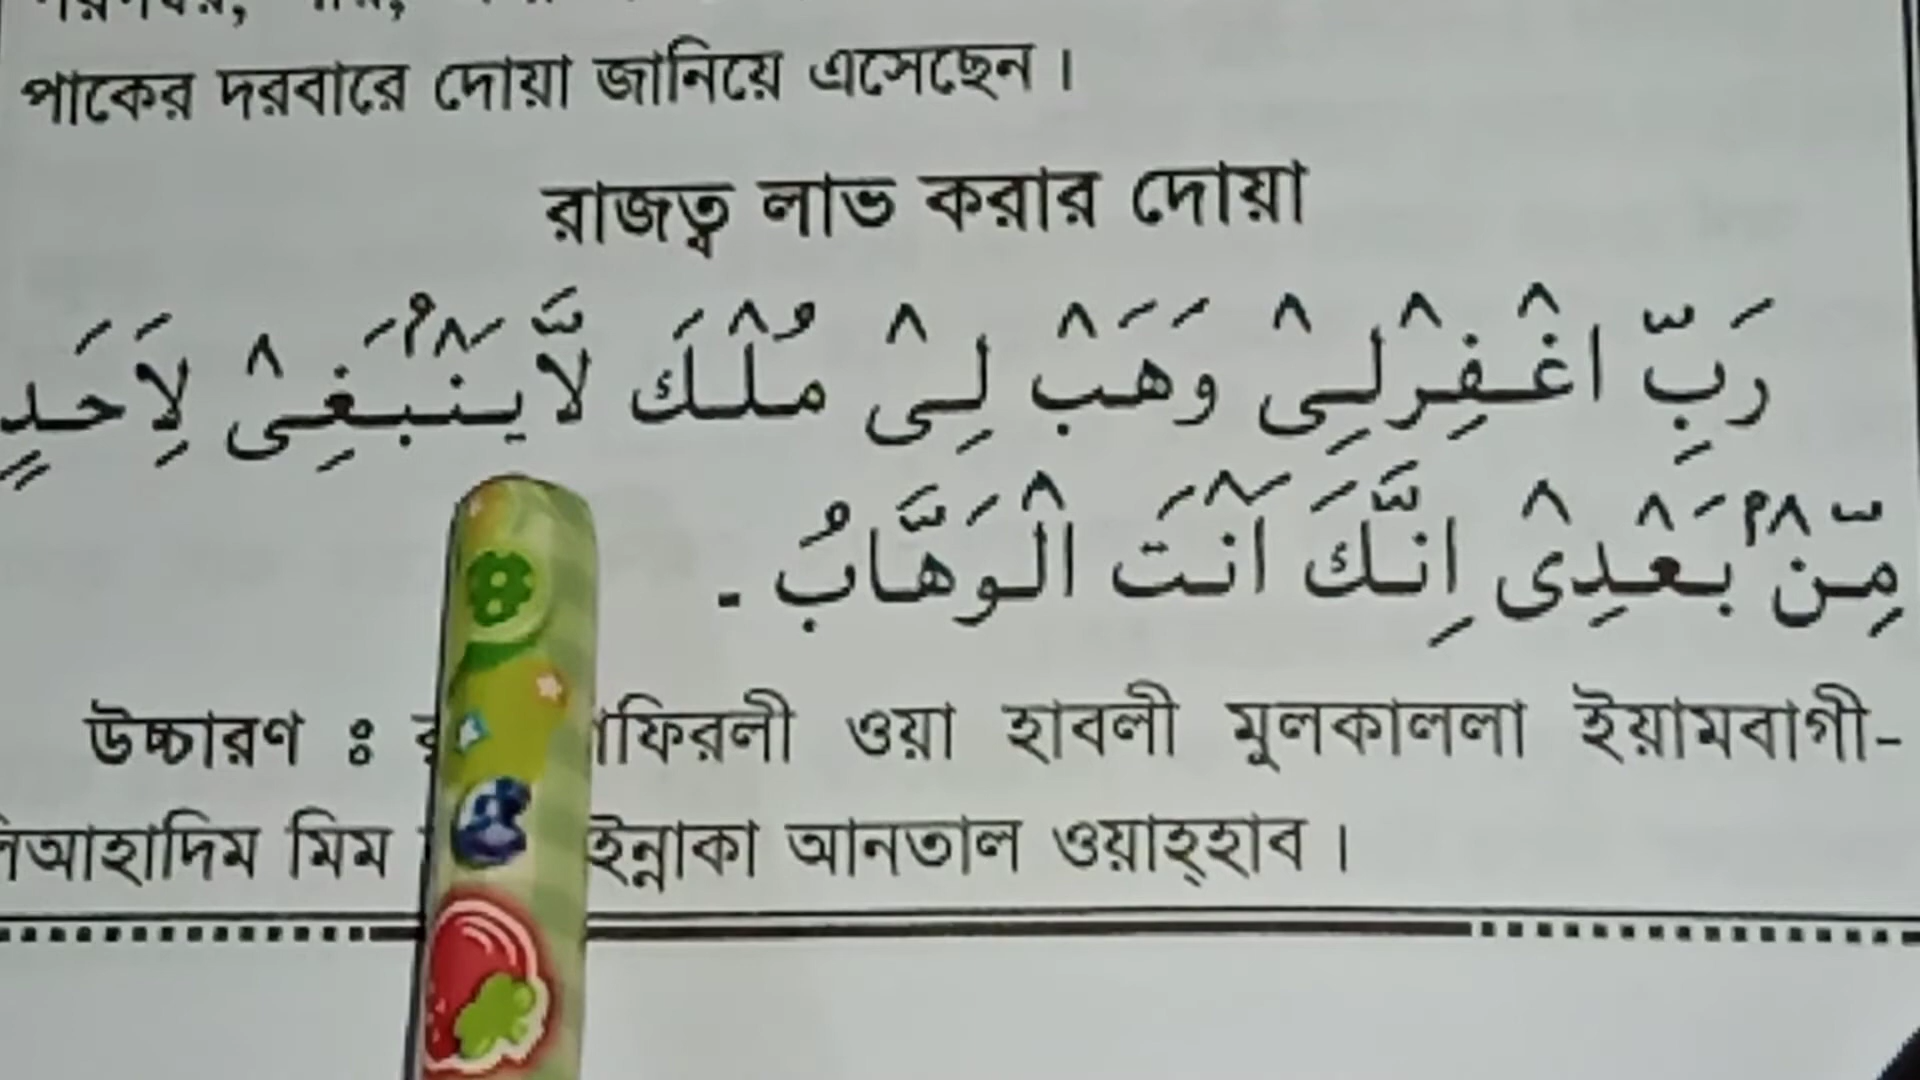 পাকের দরবারে দোয়া জানিয়ে এসেছেন।
রাজত্ব লাভ করার দোয়া
رَبِّ اغْفِرْلِىْ وَهَبْ لِىْ مُلْكَ لَّايَنْۢبَغِىْ لِاَحَدٍ
مِّنْۢ بَعْدِىْ اِنَّكَ اَنْتَ الْوَهَّابُ ـ
উচ্চারণ ঃ াফিরলী ওয়া হাবলী মুলকাললা ইয়ামবাগী-
লিআহাদিম মিম ইন্নাকা আনতাল ওয়াহ্হাব।